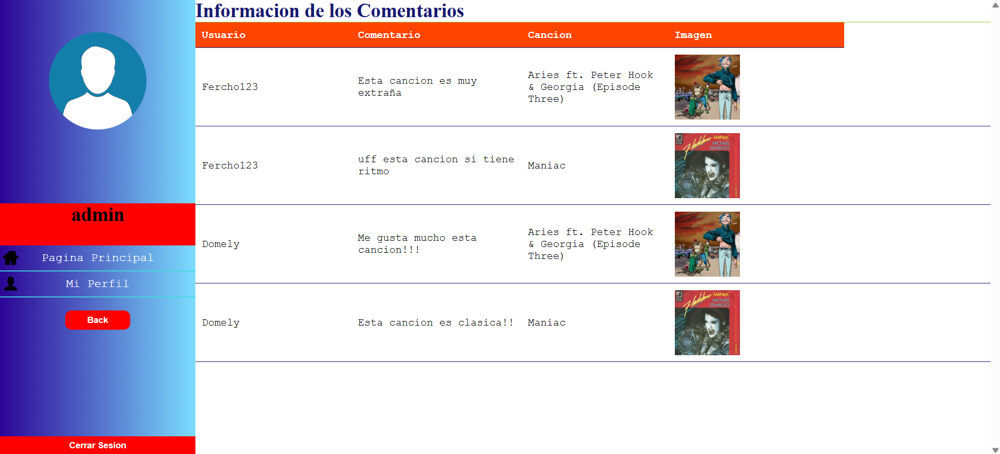 Informacion de los Comentarios
admin
Pagina Principal
Mi Perfil
Back
Cerrar Sesion
Usuario Comentario Cancion Imagen
Fercho123
Esta cancion es muy
extraña
Aries ft. Peter Hook
& Georgia (Episode
Three)
Fercho123
uff esta cancion si tiene
ritmo
Maniac
Nº1
AUX
U.S.A.
Flashdance MANIAC
MICHAEL
SEMBELLO
Domely
Me gusta mucho esta
cancion!!!
Aries ft. Peter Hook
& Georgia (Episode
Three)
Domely
Esta cancion es clasica!!
Maniac
Nº1
AUX
U.S.A.
Flashdance MANIAC
MICHAEL
SEMBELLO